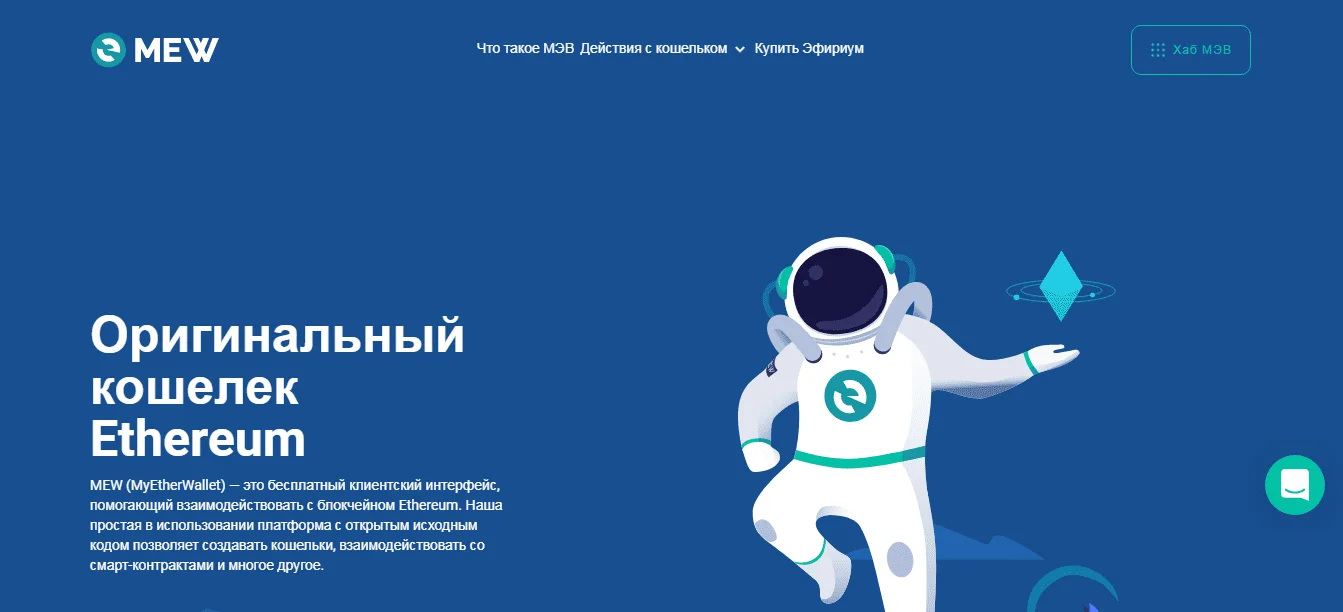 MEW
Что такое МЭВ Действия с кошельком Купить Эфириум
Хаб МЭВ
Оригинальный
кошелек
Ethereum
MEW (MyEtherWallet) — это бесплатный клиентский интерфейс,
помогающий взаимодействовать с блокчейном Ethereum. Наша
простая в использовании платформа с открытым исходным
кодом позволяет создавать кошельки, взаимодействовать со
смарт-контрактами и многое другое.